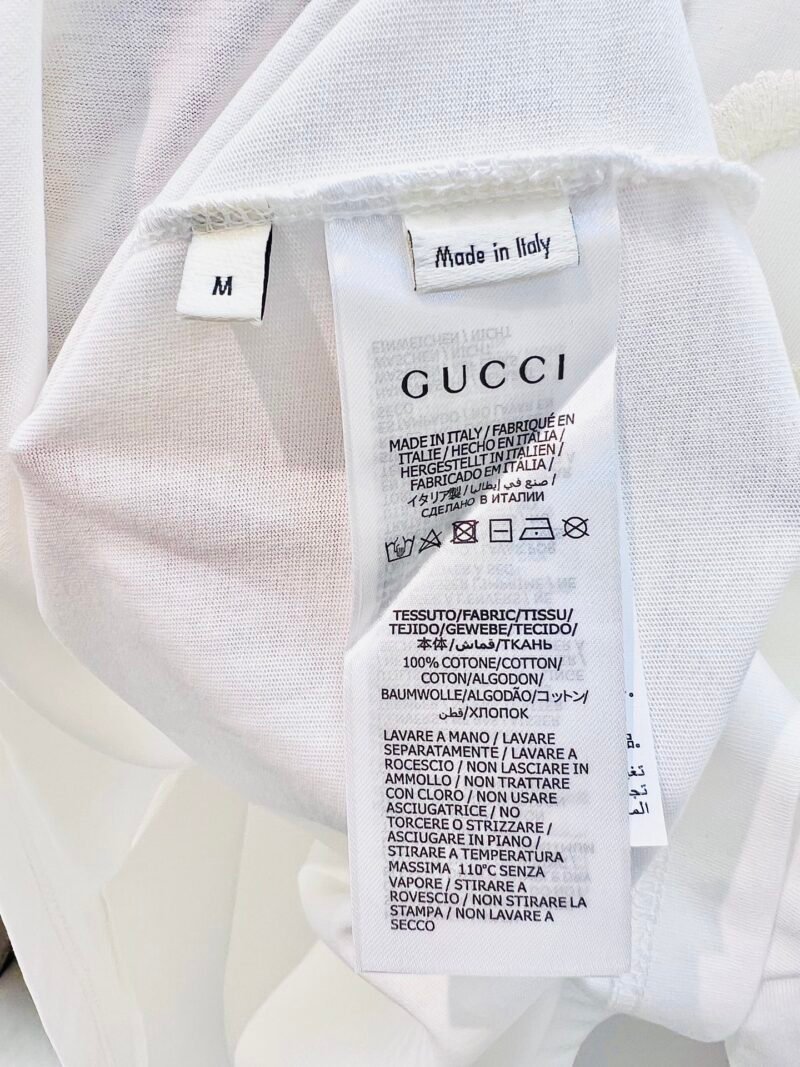 M
Made in Italy
GUCCI
MADE IN ITALY / FABRIQUÉ EN
ITALIE / HECHO EN ITALIA /
HERGESTELLT IN ITALIEN /
FABRICADO EM ITÁLIA /
イタリア製 / صنع في إيطاليا /
СДЕЛАНО В ИТАЛИИ
TESSUTO/FABRIC/TISSU/
TEJIDO/GEWEBE/TECIDO/
本体/قماش/ТКАНЬ
100% COTONE/COTTON/
COTON/ALGODON/
BAUMWOLLE/ALGODÃO/コットン/
قطن/ХЛОПОК
LAVARE A MANO / LAVARE
SEPARATAMENTE / LAVARE A
ROCESCIO / NON LASCIARE IN
AMMOLLO / NON TRATTARE
CON CLORO / NON USARE
ASCIUGATRICE / NO
TORCERE O STRIZZARE /
ASCIUGARE IN PIANO /
STIRARE A TEMPERATURA
MASSIMA 110°C SENZA
VAPORE / STIRARE A
ROVESCIO / NON STIRARE LA
STAMPA / NON LAVARE A
SECCO